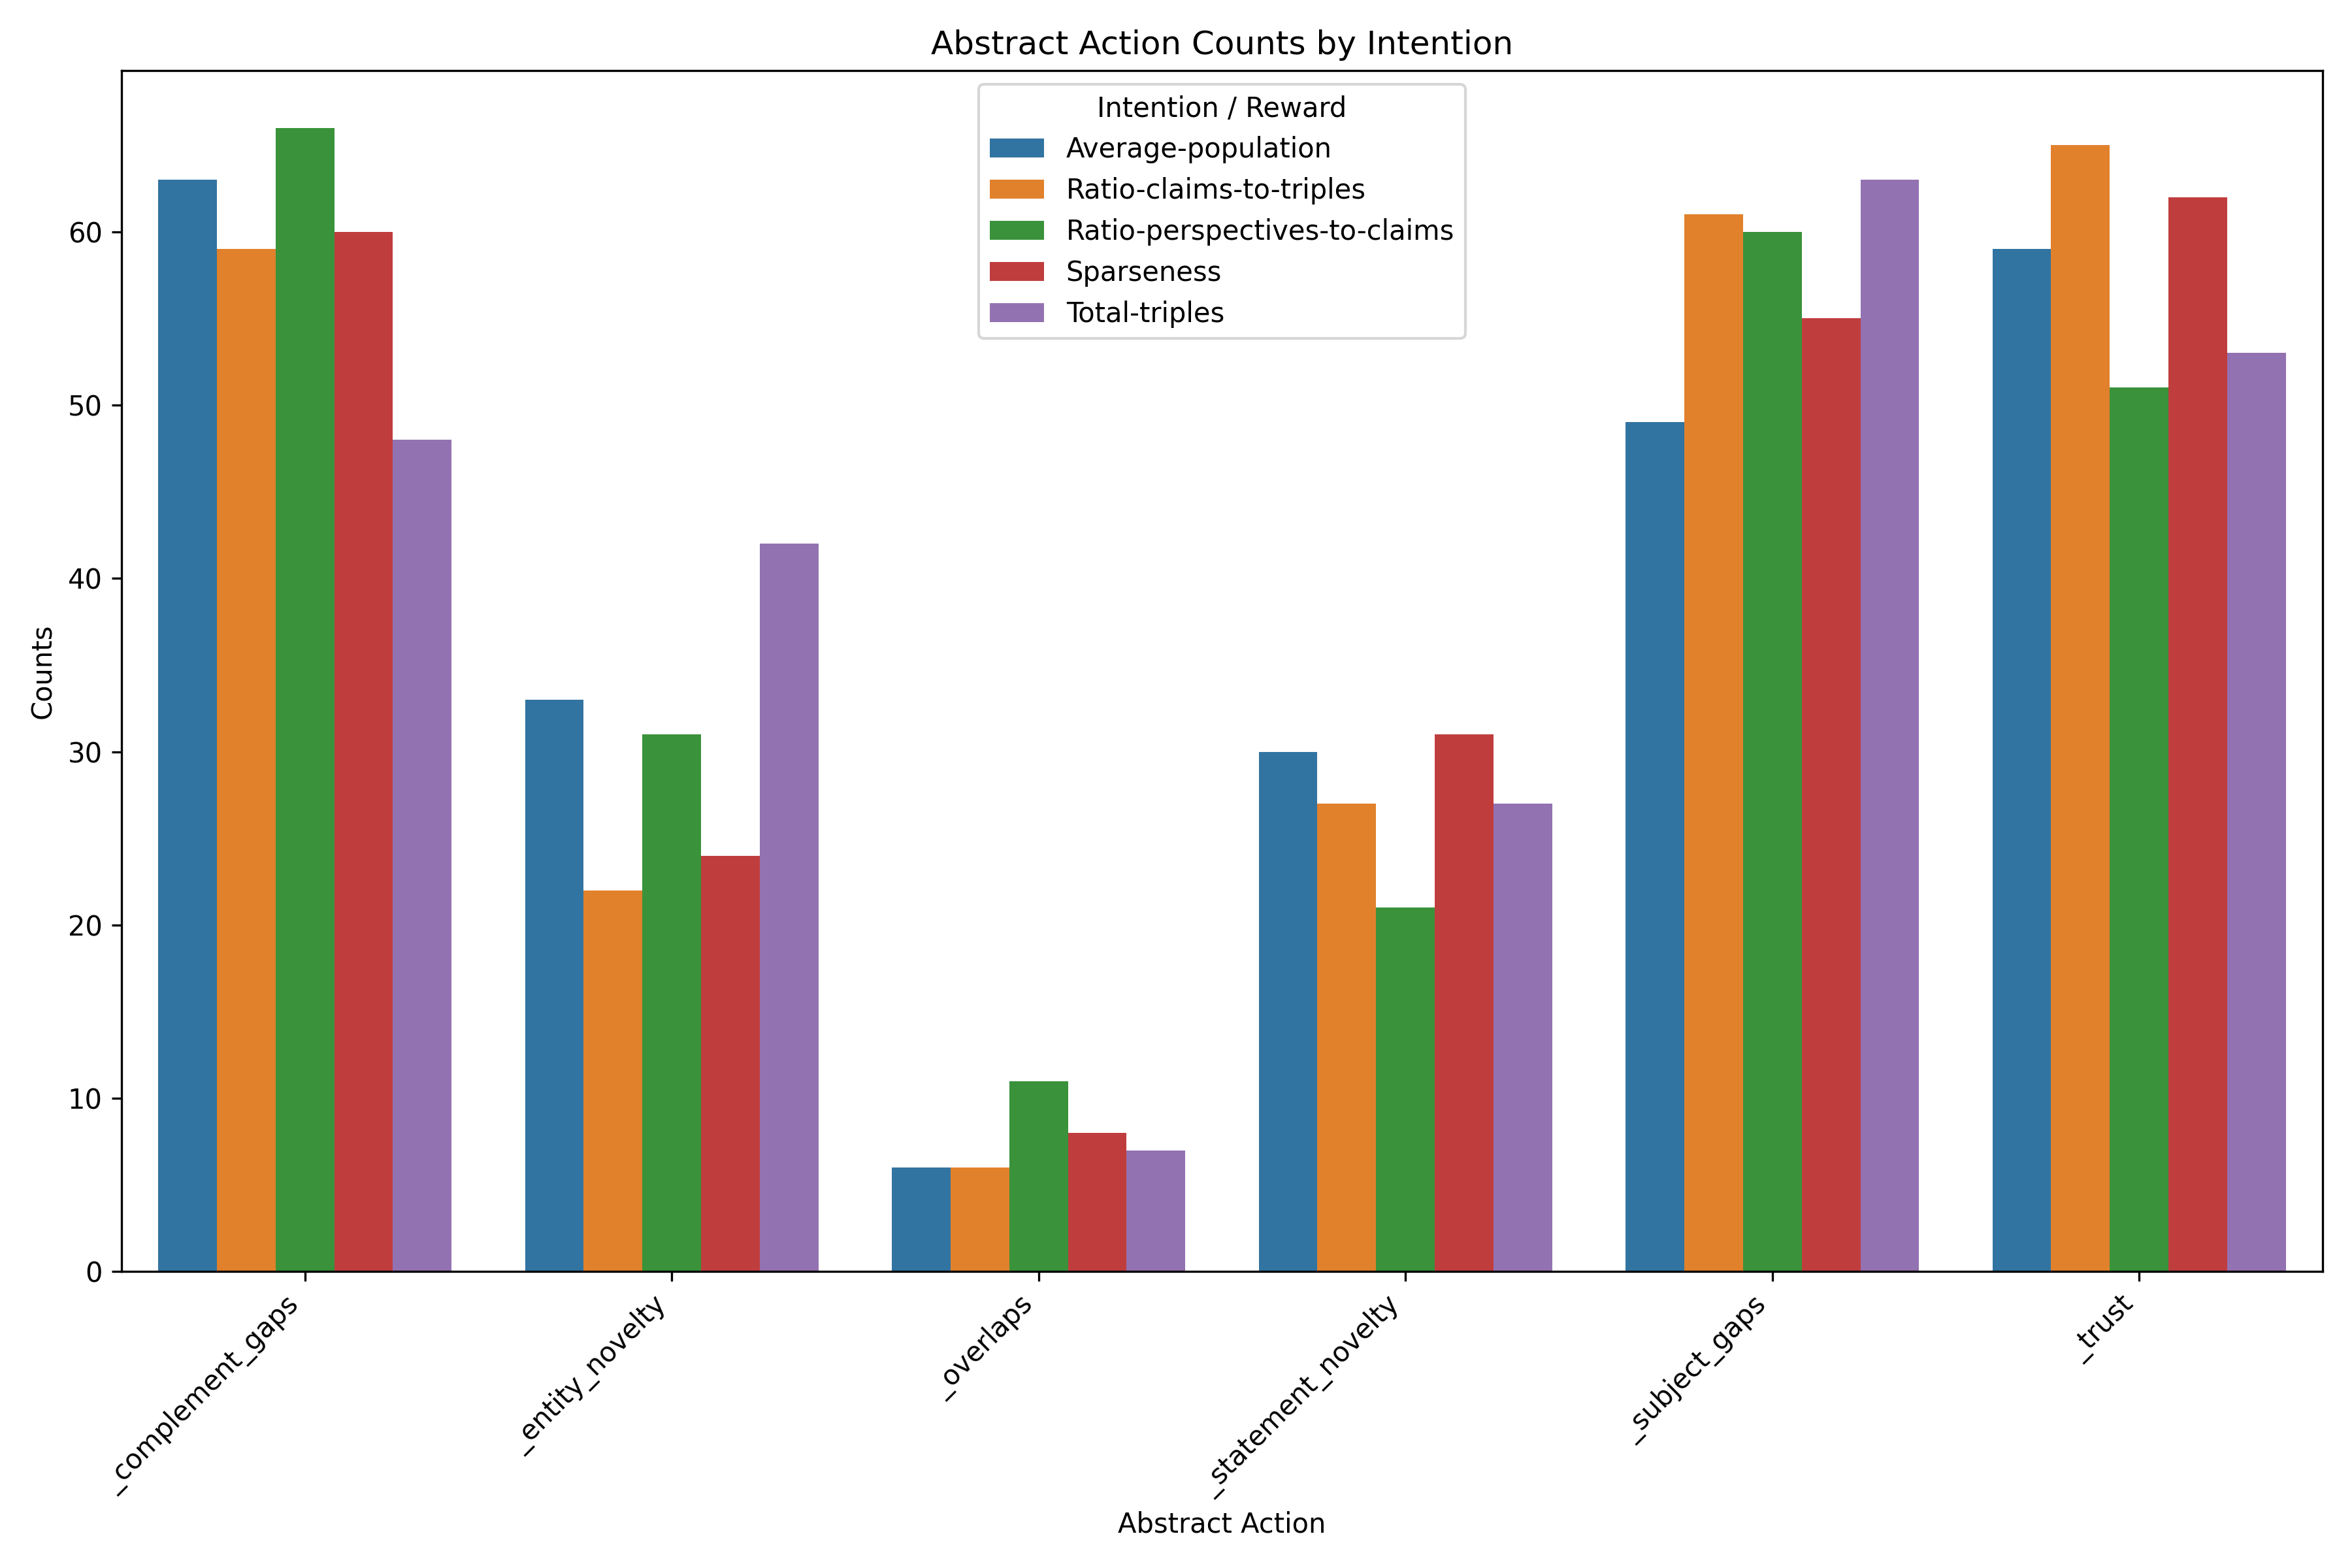 Abstract Action Counts by Intention
Intention / Reward
Average-population
Ratio-claims-to-triples
Ratio-perspectives-to-claims
Sparseness
Total-triples
Counts
60
50
40
30
20
10
0
_complement_gaps
_entity_novelty
_overlaps
_statement_novelty
_subject_gaps
_trust
Abstract Action